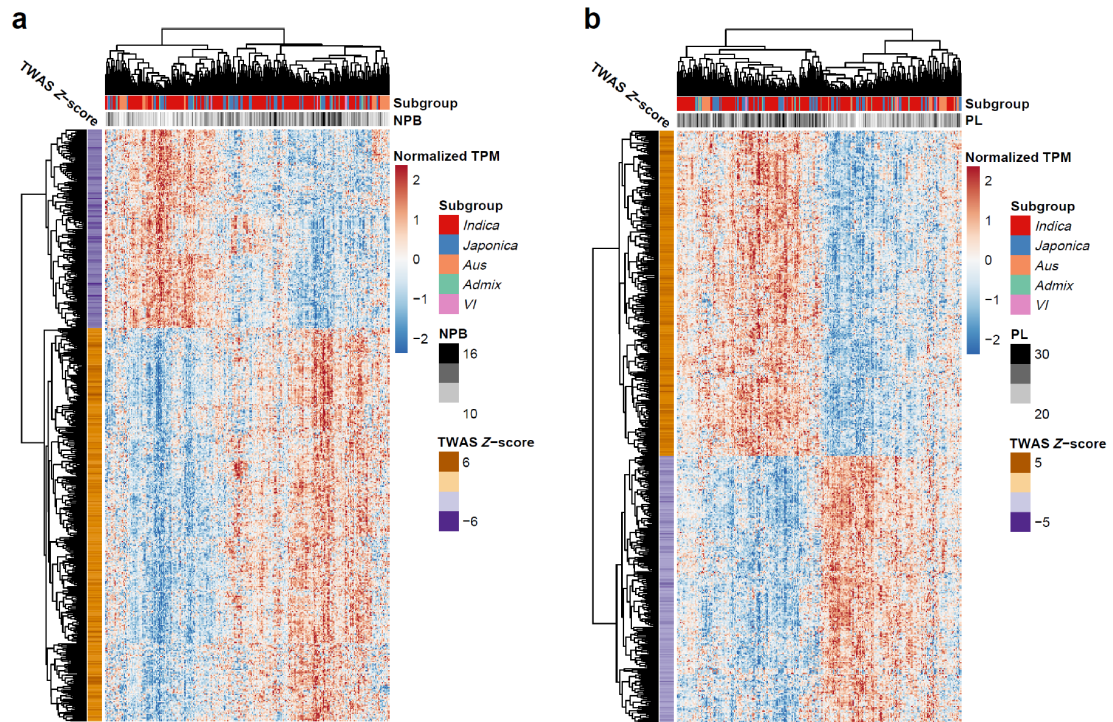 a
TWAS Z-score
Subgroup
NPB
Normalized TPM
2
1
0
−1
−2
Subgroup
Indica
Japonica
Aus
Admix
VI
NPB
16
10
TWAS Z-score
6
−6
b
TWAS Z-score
Subgroup
PL
Normalized TPM
2
1
0
−1
−2
Subgroup
Indica
Japonica
Aus
Admix
VI
PL
30
20
TWAS Z-score
5
−5